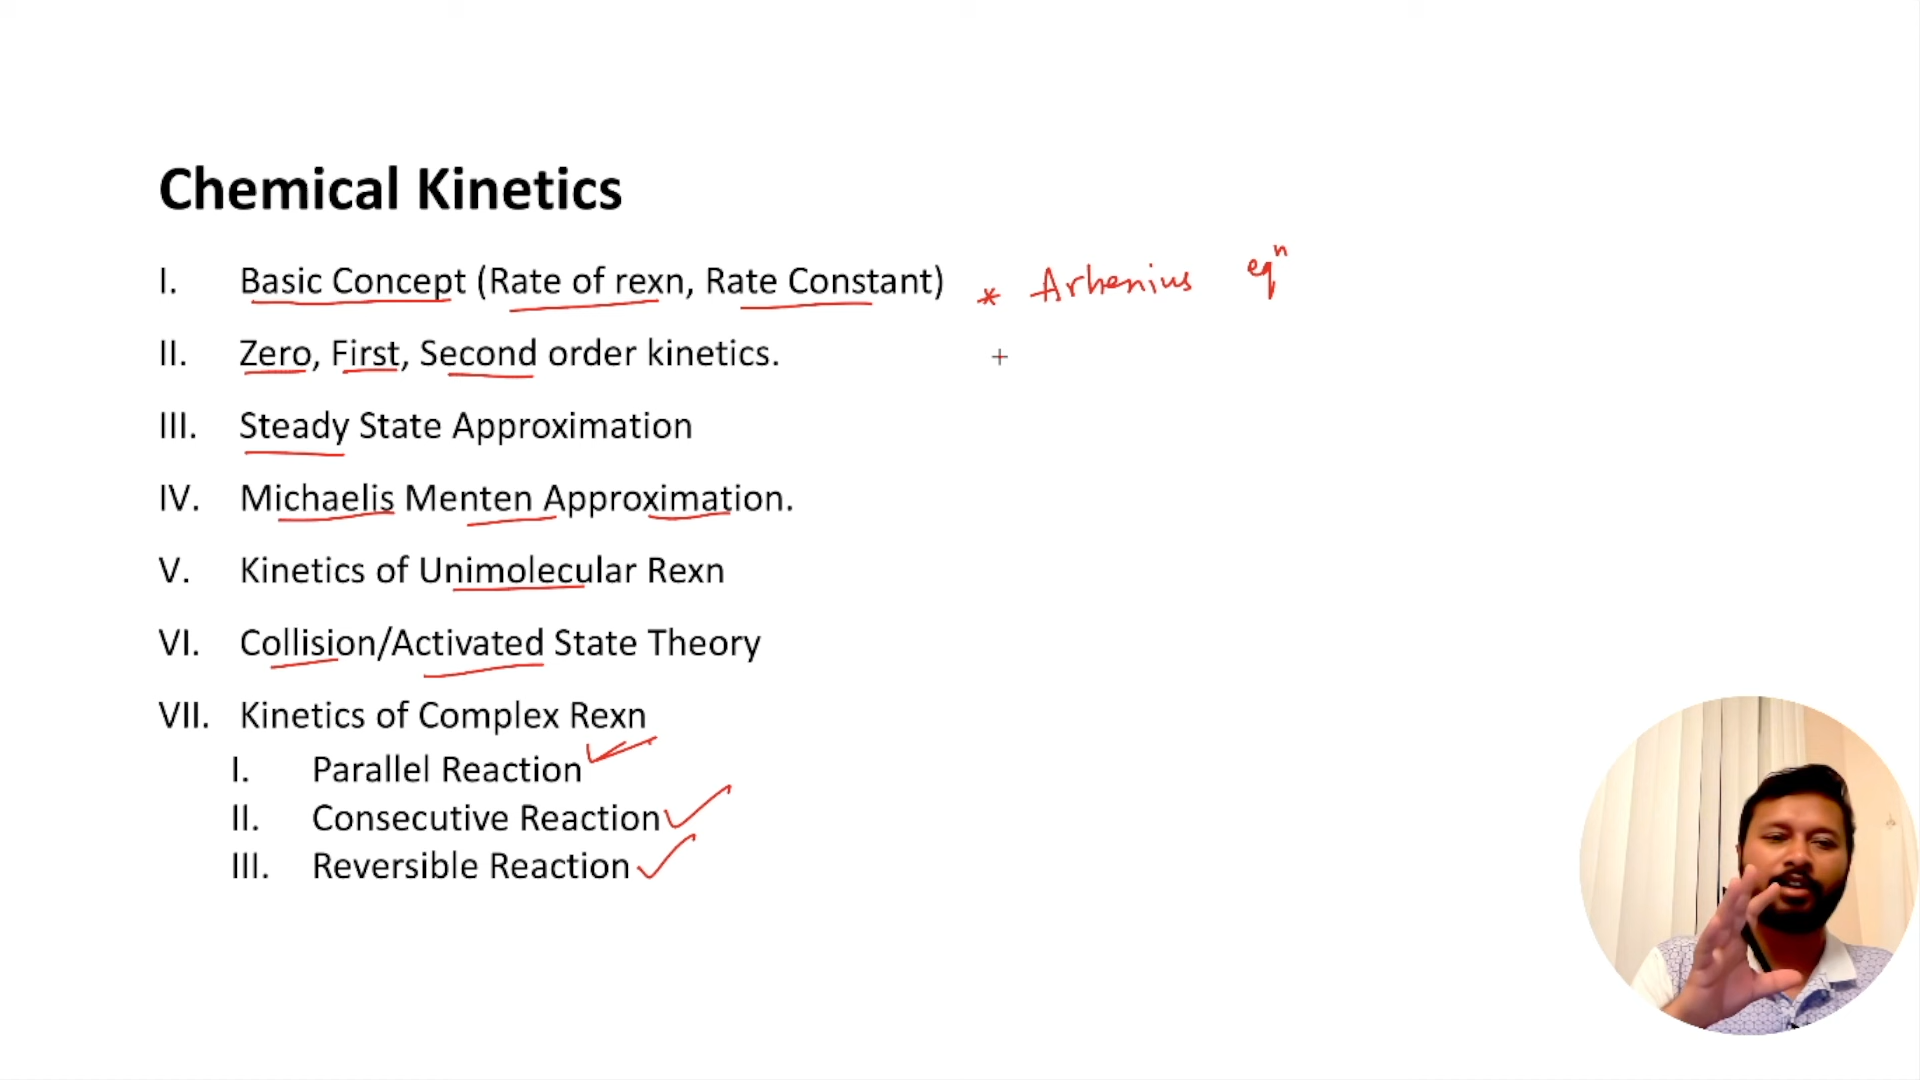 Chemical Kinetics
I. Basic Concept (Rate of rexn, Rate Constant) * Arhenius eqⁿ
II. Zero, First, Second order kinetics.
III. Steady State Approximation
IV. Michaelis Menten Approximation.
V. Kinetics of Unimolecular Rexn
VI. Collision/Activated State Theory
VII. Kinetics of Complex Rexn
I. Parallel Reaction
II. Consecutive Reaction
III. Reversible Reaction